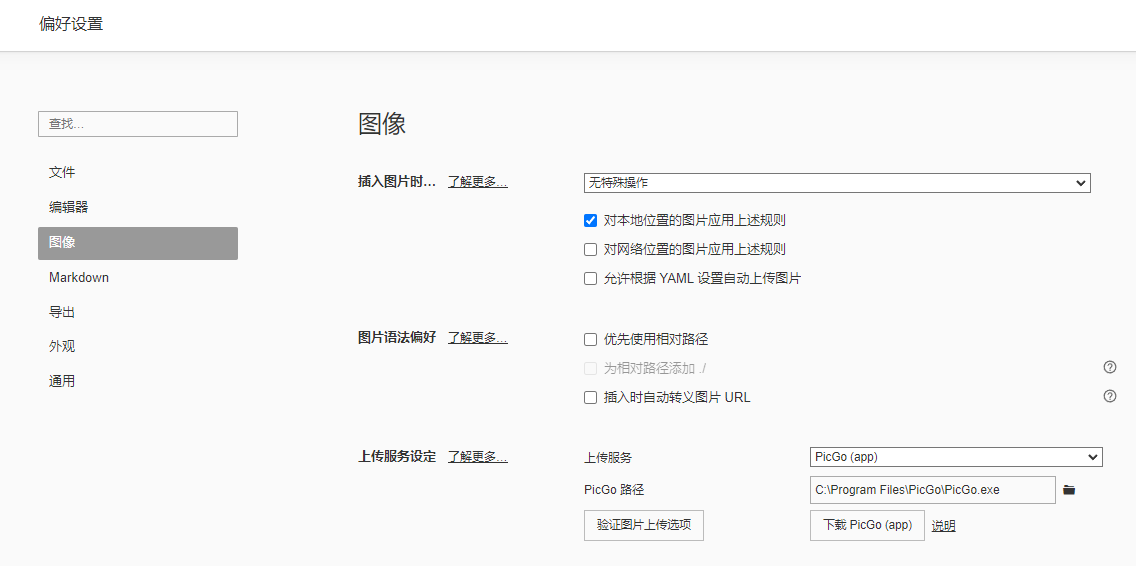 偏好设置
查找...
文件
编辑器
图像
Markdown
导出
外观
通用
图像
插入图片时... 了解更多... 无特殊操作
对本地位置的图片应用上述规则
对网络位置的图片应用上述规则
允许根据 YAML 设置自动上传图片
图片语法偏好 了解更多... 优先使用相对路径
为相对路径添加 ./
插入时自动转义图片 URL
上传服务设定 了解更多... 上传服务 PicGo (app)
PicGo 路径 C:\Program Files\PicGo\PicGo.exe
验证图片上传选项 下载 PicGo (app) 说明